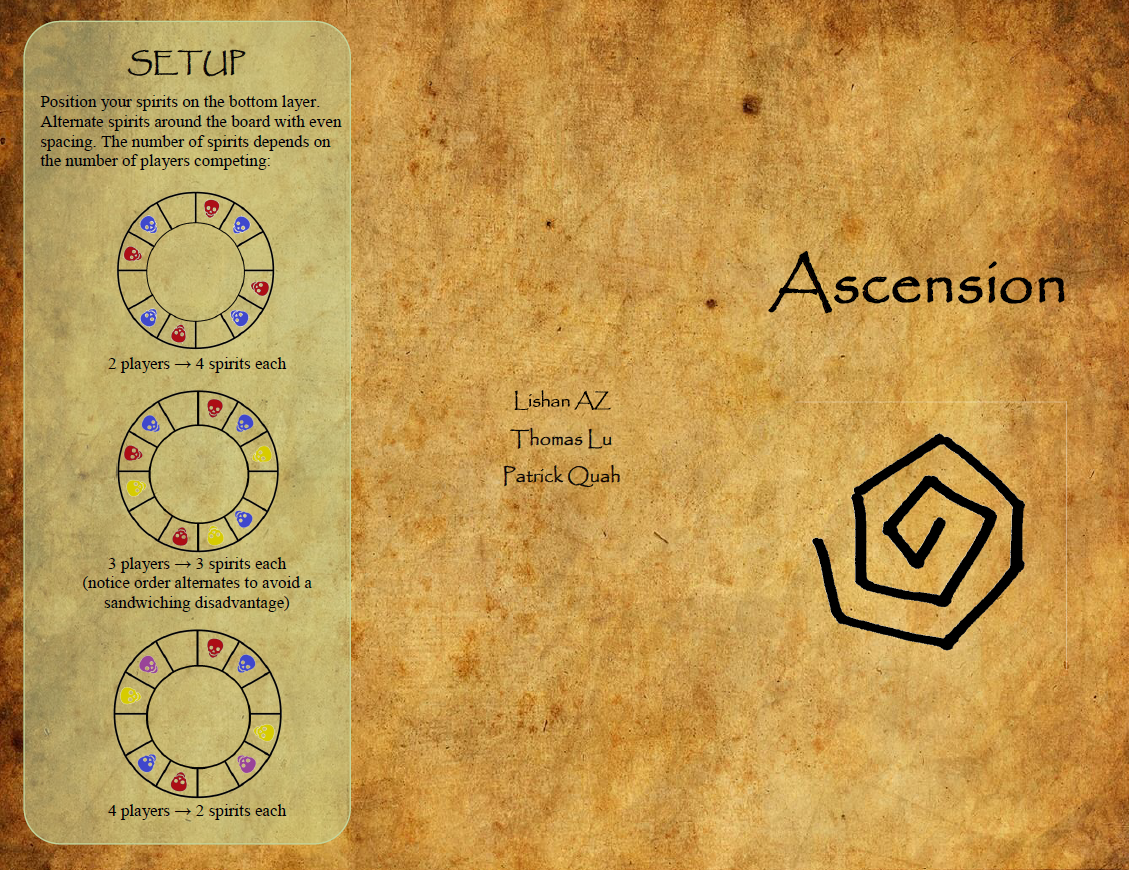 SETUP
Position your spirits on the bottom layer.
Alternate spirits around the board with even
spacing. The number of spirits depends on
the number of players competing:
2 players → 4 spirits each
3 players → 3 spirits each
(notice order alternates to avoid a
sandwiching disadvantage)
4 players → 2 spirits each
Lishan AZ
Thomas Lu
Patrick Quah
Ascension